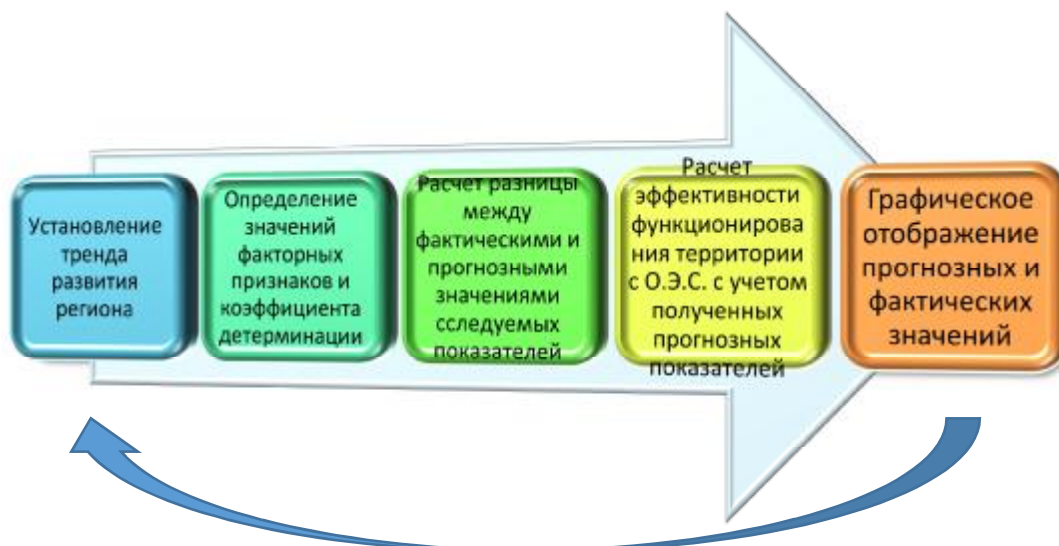 Установление
тренда
развития
региона
Определение
значений
факторных
признаков и
коэффициента
детерминации
Расчет разницы
между
фактическими и
прогнозными
значениями
сследуемых
показателей
Расчет
эффективности
функционирова
ния территории
с О.Э.С. с учетом
полученных
прогнозных
показателей
Графическое
отображение
прогнозных и
фактических
значений